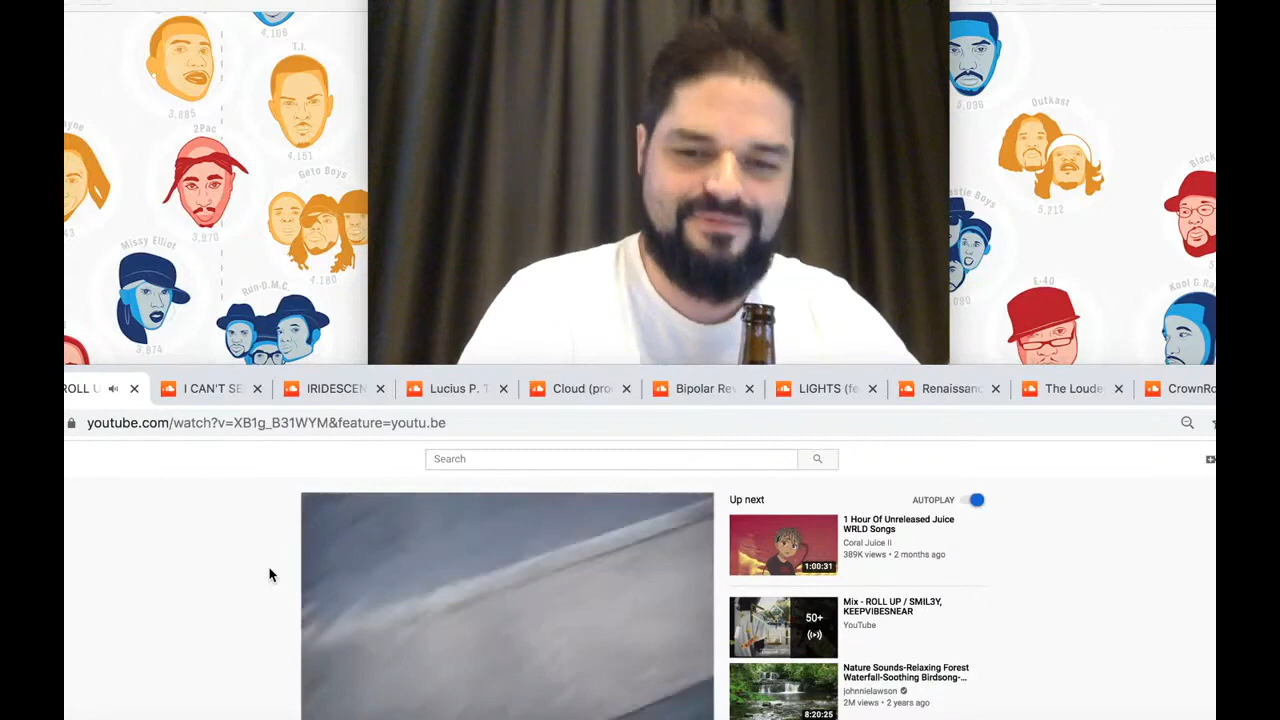 4,108
T.I.
5,096
Outkast
3,885
2Pac
4,151
5,212
Geto Boys
3,970
4,180
Missy Elliot
Run-D.M.C.
E-40
3,874
ROLL U
I CAN'T SE
IRIDESCEN
Lucius P. T
Cloud (pro
Bipolar Re
LIGHTS (fe
Renaissanc
The Loude
CrownRo
youtube.com/watch?v=XB1g_B31WYM&feature=youtu.be
Search
Up next
AUTOPLAY
1 Hour Of Unreleased Juice
WRLD Songs
Coral Juice II
389K views • 2 months ago
1:00:31
Mix - ROLL UP / SMIL3Y,
KEEPVIBESNEAR
YouTube
50+
Nature Sounds-Relaxing Forest
Waterfall-Soothing Birdsong-...
johnnielawson
2M views • 2 years ago
8:20:25